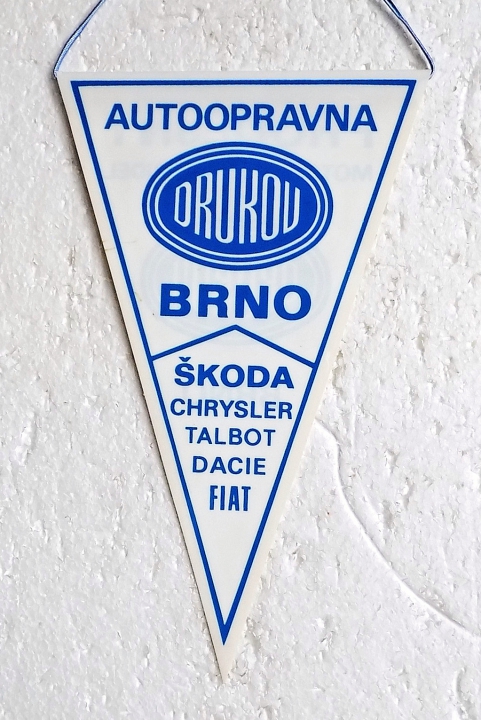 AUTOOPRAVNA
DRUKOV
BRNO
ŠKODA
CHRYSLER
TALBOT
DACIE
FIAT